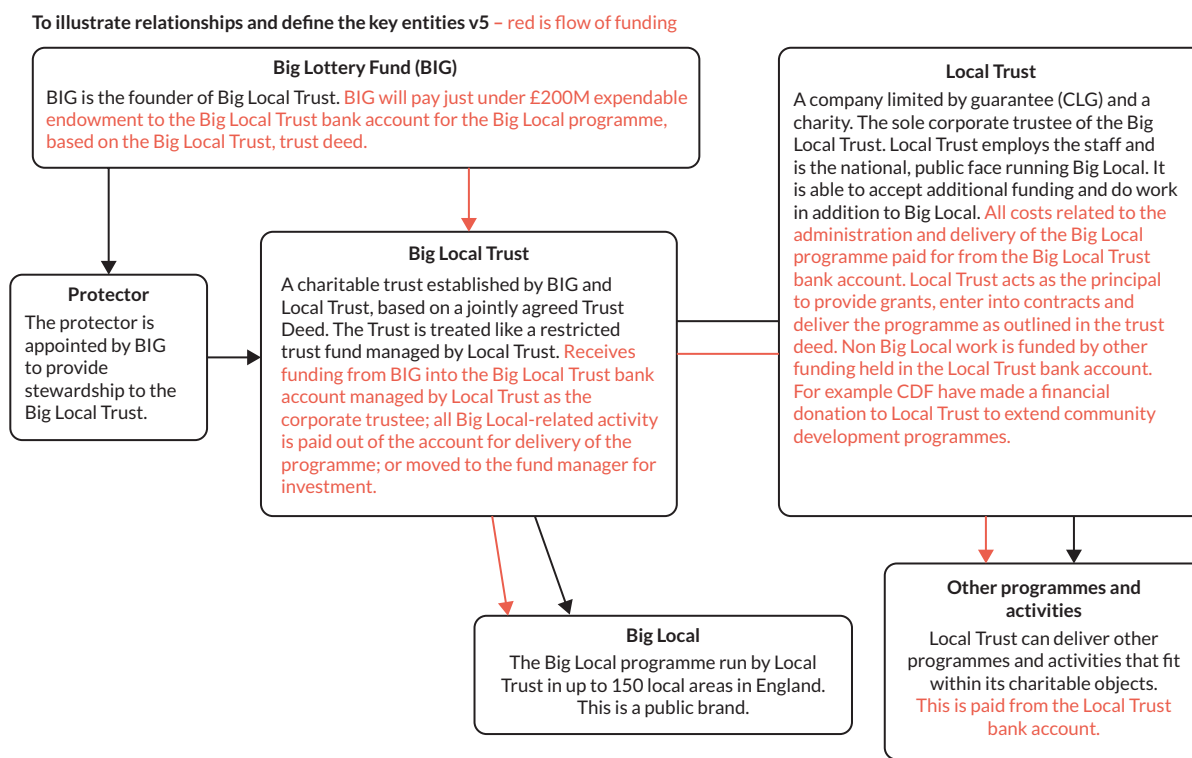 To illustrate relationships and define the key entities v5 – red is flow of funding
Big Lottery Fund (BIG)
BIG is the founder of Big Local Trust. BIG will pay just under £200M expendable
endowment to the Big Local Trust bank account for the Big Local programme,
based on the Big Local Trust, trust deed.
Local Trust
A company limited by guarantee (CLG) and a
charity. The sole corporate trustee of the Big
Local Trust. Local Trust employs the staff and
is the national, public face running Big Local. It
is able to accept additional funding and do work
in addition to Big Local. All costs related to the
administration and delivery of the Big Local
programme paid for from the Big Local Trust
bank account. Local Trust acts as the principal
to provide grants, enter into contracts and
deliver the programme as outlined in the trust
deed. Non Big Local work is funded by other
funding held in the Local Trust bank account.
For example CDF have made a financial
donation to Local Trust to extend community
development programmes.
Protector
The protector is
appointed by BIG
to provide
stewardship to the
Big Local Trust.
Big Local Trust
A charitable trust established by BIG and
Local Trust, based on a jointly agreed Trust
Deed. The Trust is treated like a restricted
trust fund managed by Local Trust. Receives
funding from BIG into the Big Local Trust bank
account managed by Local Trust as the
corporate trustee; all Big Local-related activity
is paid out of the account for delivery of the
programme; or moved to the fund manager for
investment.
Big Local
The Big Local programme run by Local
Trust in up to 150 local areas in England.
This is a public brand.
Other programmes and
activities
Local Trust can deliver other
programmes and activities that fit
within its charitable objects.
This is paid from the Local Trust
bank account.